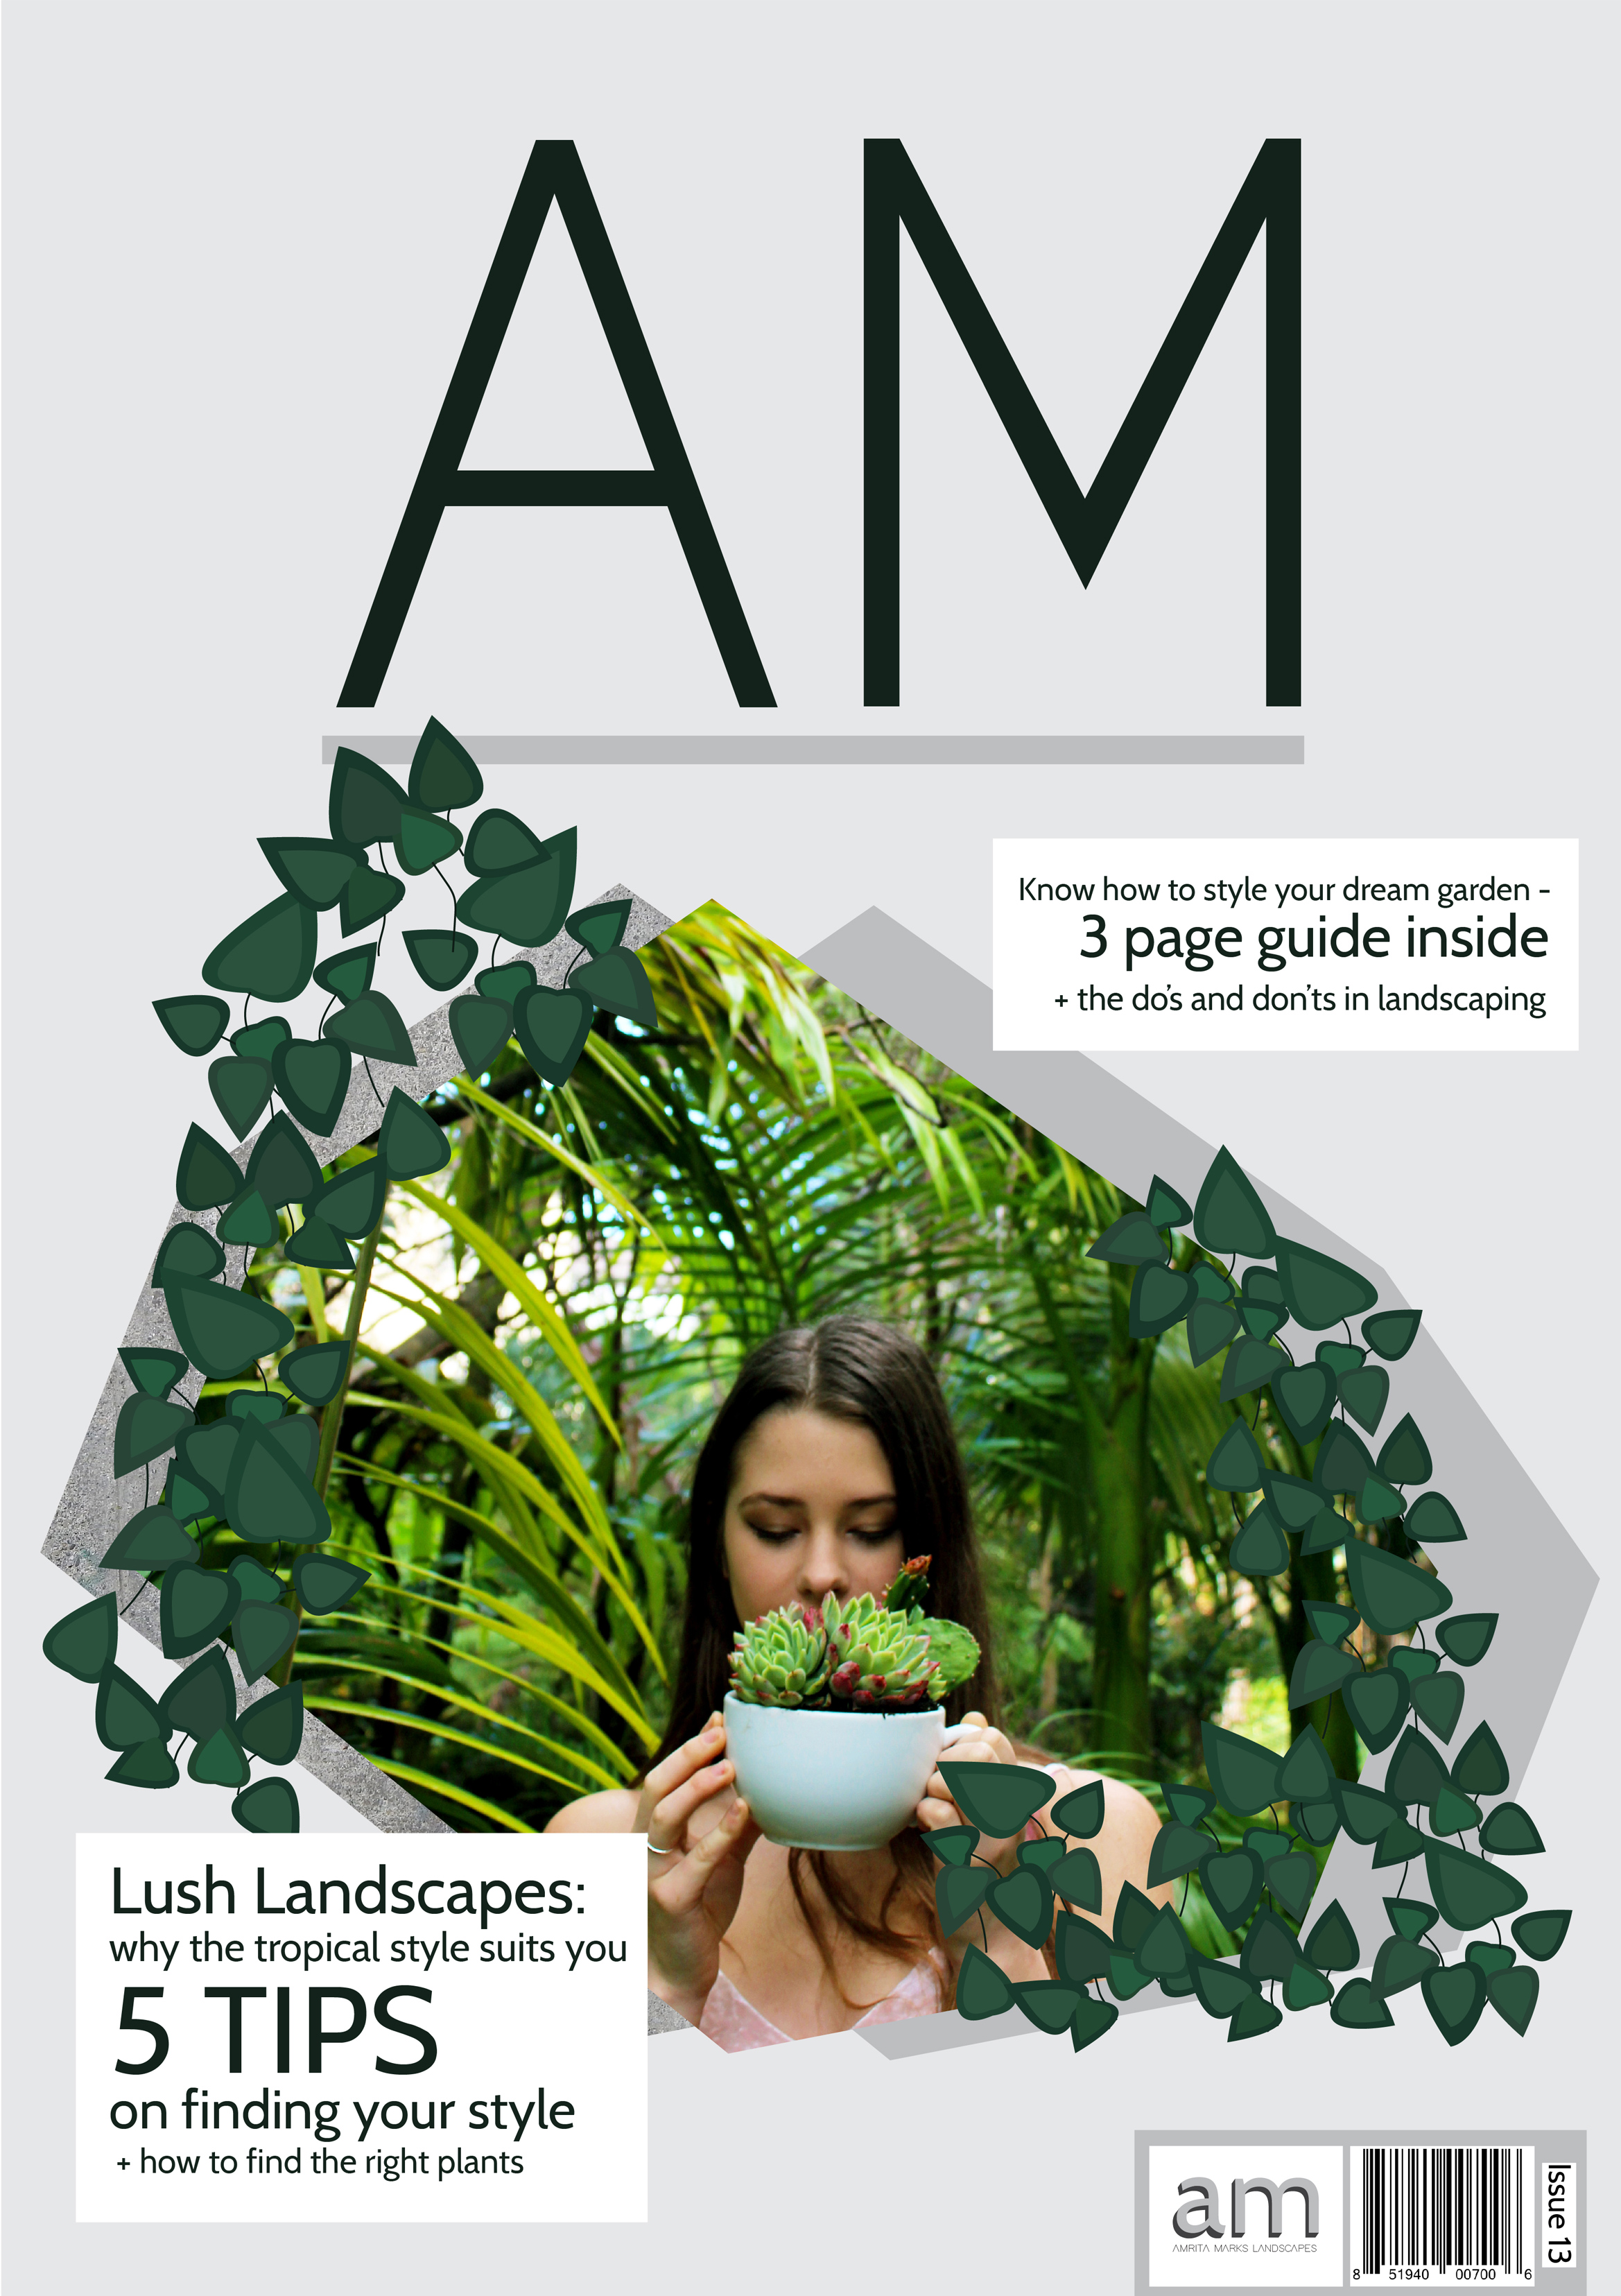 AM
Know how to style your dream garden -
3 page guide inside
+ the do's and don'ts in landscaping
Lush Landscapes:
why the tropical style suits you
5 TIPS
on finding your style
+ how to find the right plants
am
AMRITA MARKS LANDSCAPES
8 51940 00700 6
Issue 13